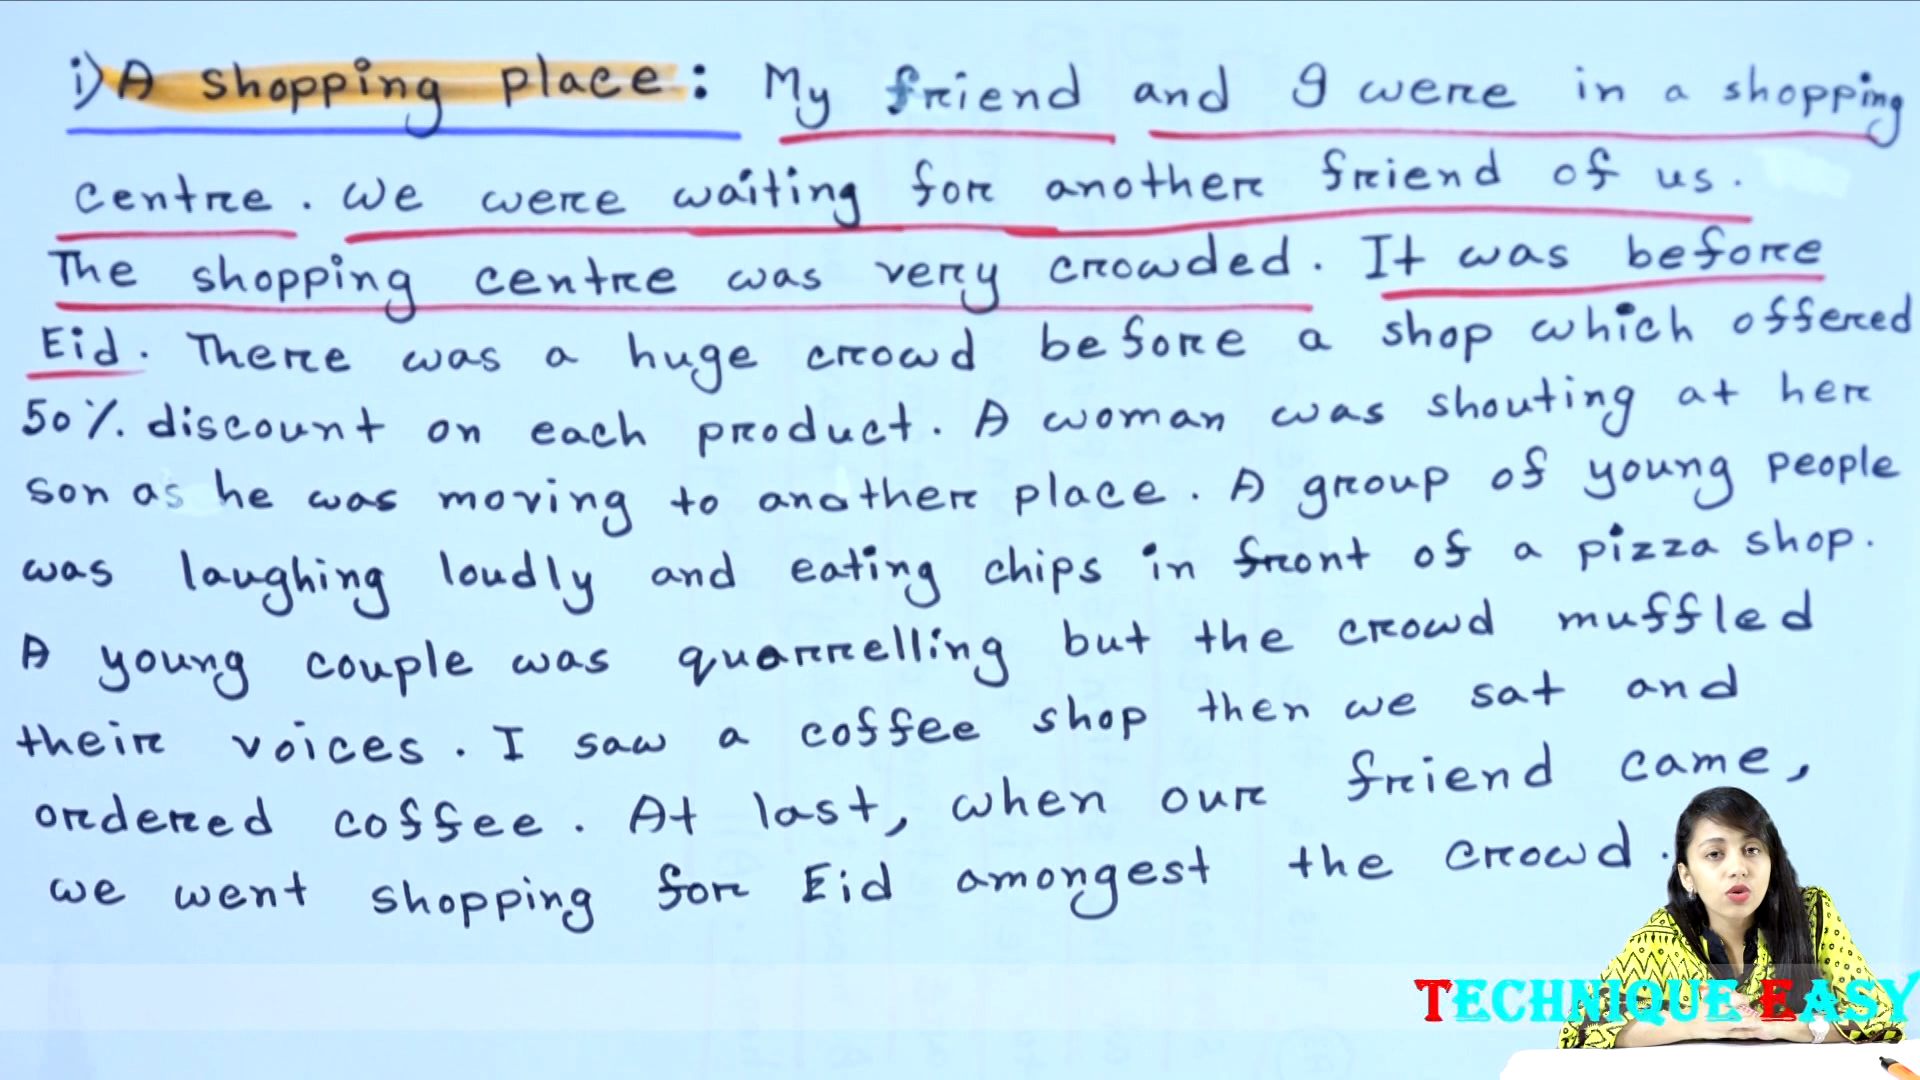 i) A shopping place: My friend and I were in a shopping
centre. We were waiting for another friend of us.
The shopping centre was very crowded. It was before
Eid. There was a huge crowd before a shop which offered
50% discount on each product. A woman was shouting at her
son as he was moving to another place. A group of young people
was laughing loudly and eating chips in front of a pizza shop.
A young couple was quarrelling but the crowd muffled
their voices. I saw a coffee shop then we sat and
ordered coffee. At last, when our friend came,
we went shopping for Eid amongest the crowd.
TECHNIQUE EASY